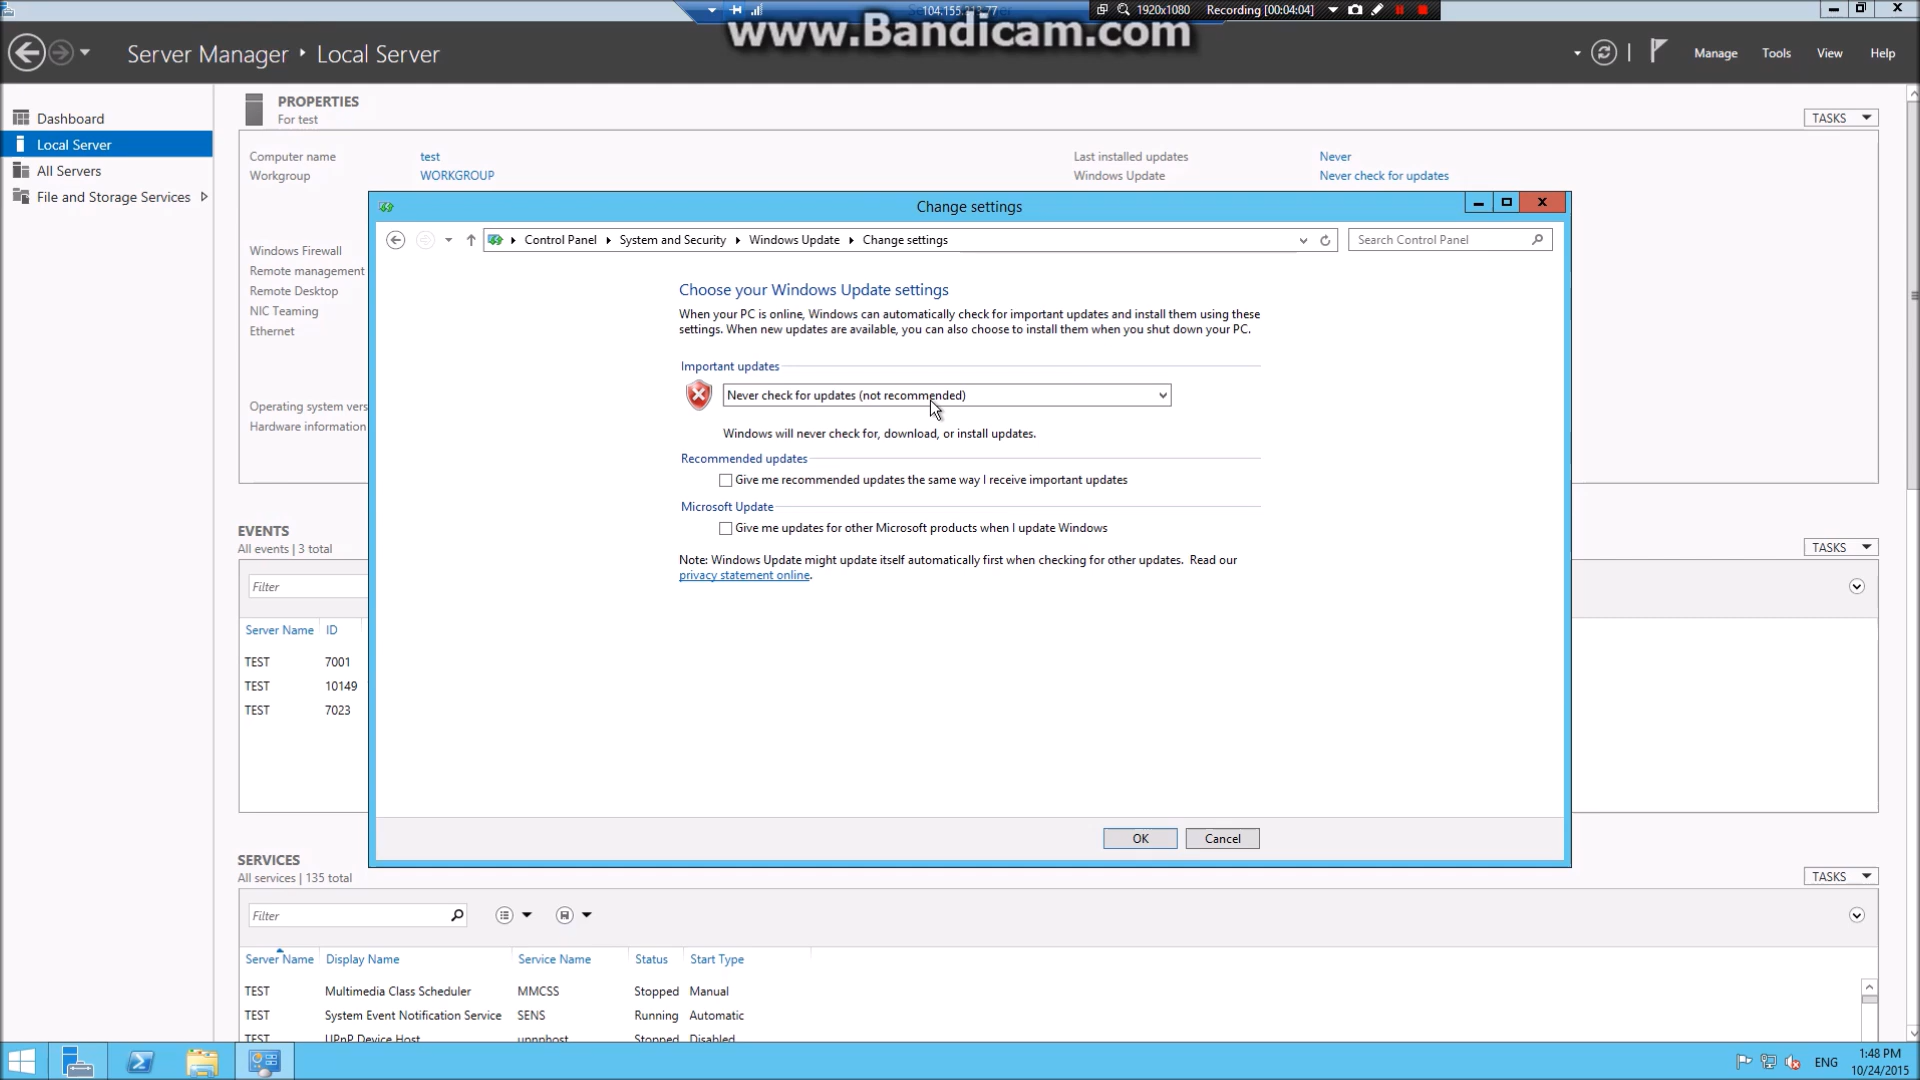 104.155.213.77
1920x1080 Recording [00:04:04]
www.Bandicam.com
Server Manager Local Server
Manage Tools View Help
PROPERTIES
For test
TASKS
Dashboard
Local Server
All Servers
File and Storage Services
Computer name test
Workgroup WORKGROUP
Last installed updates Never
Windows Update Never check for updates
Windows Firewall
Remote management
Remote Desktop
NIC Teaming
Ethernet
Operating system vers
Hardware information
Change settings
Control Panel System and Security Windows Update Change settings
Search Control Panel
Choose your Windows Update settings
When your PC is online, Windows can automatically check for important updates and install them using these
settings. When new updates are available, you can also choose to install them when you shut down your PC.
Important updates
Never check for updates (not recommended)
Windows will never check for, download, or install updates.
Recommended updates
Give me recommended updates the same way I receive important updates
Microsoft Update
Give me updates for other Microsoft products when I update Windows
Note: Windows Update might update itself automatically first when checking for other updates. Read our
privacy statement online.
OK Cancel
EVENTS
All events | 3 total
TASKS
Filter
Server Name ID
TEST 7001
TEST 10149
TEST 7023
SERVICES
All services | 135 total
TASKS
Filter
Server Name Display Name Service Name Status Start Type
TEST Multimedia Class Scheduler MMCSS Stopped Manual
TEST System Event Notification Service SENS Running Automatic
TEST UPnP Device Host upnphost Stopped Disabled
ENG
1:48 PM
10/24/2015